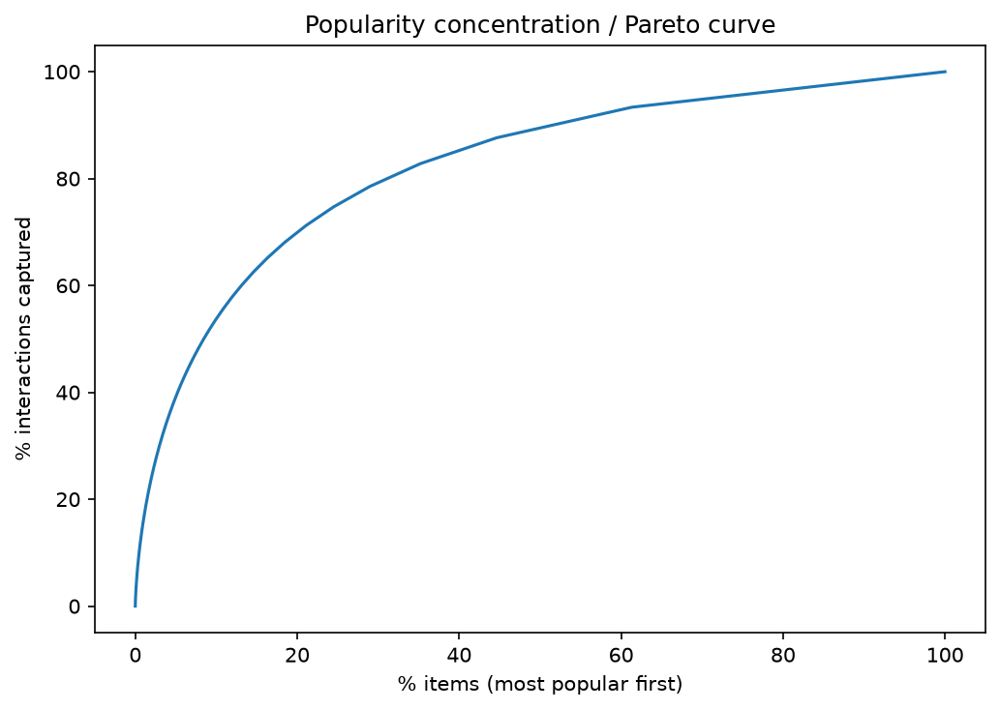 Popularity concentration / Pareto curve
100
80
60
40
20
0
% interactions captured
0 20 40 60 80 100
% items (most popular first)